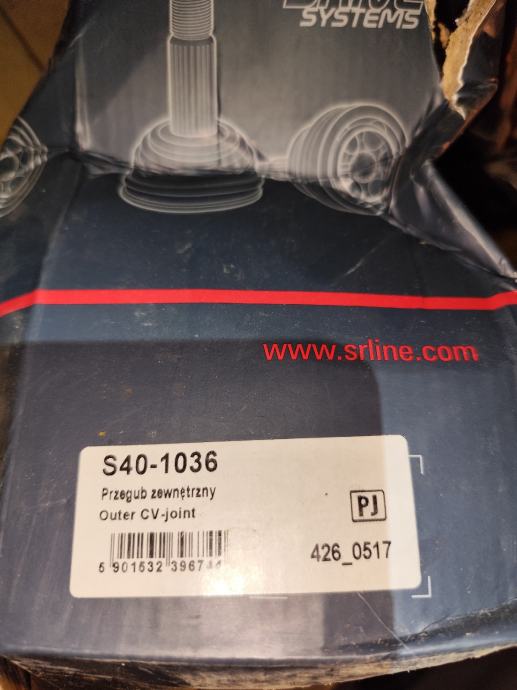 SYSTEMS
www.srline.com
S40-1036
Przegub zewnętrzny
Outer CV-joint
PJ
426_0517